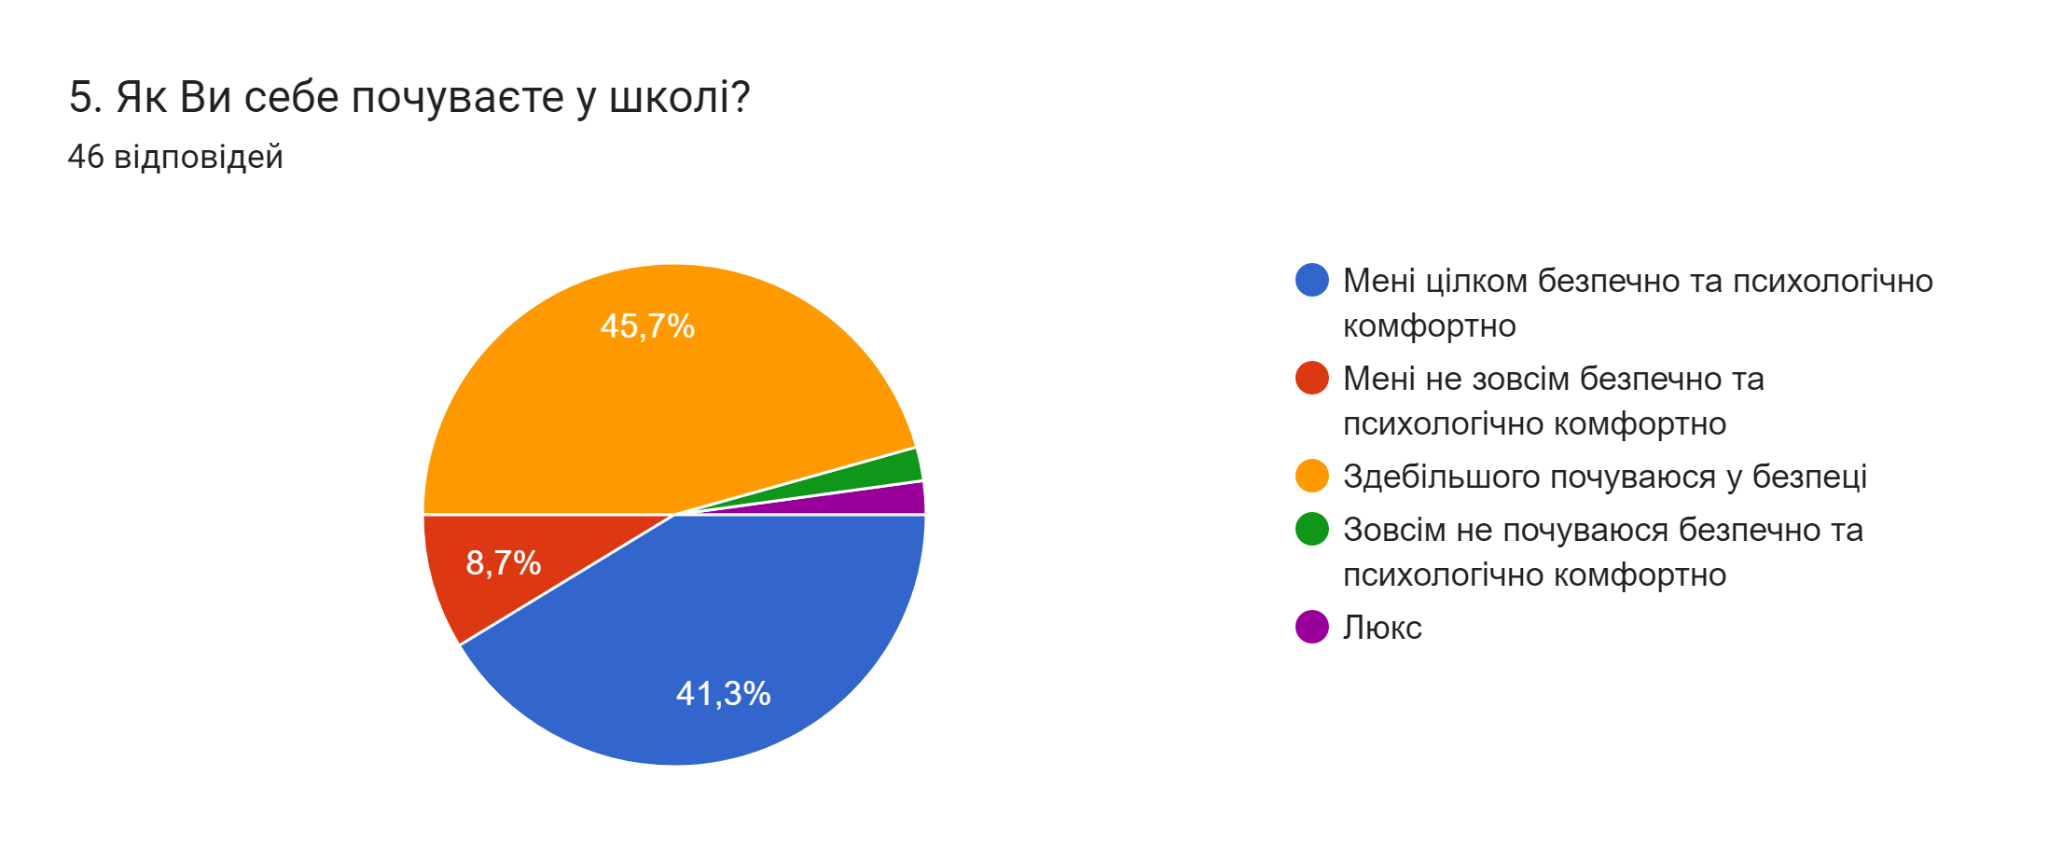 5. Як Ви себе почуваєте у школі?
46 відповідей
45,7%
8,7%
41,3%
Мені цілком безпечно та психологічно
комфортно
Мені не зовсім безпечно та
психологічно комфортно
Здебільшого почуваюся у безпеці
Зовсім не почуваюся безпечно та
психологічно комфортно
Люкс